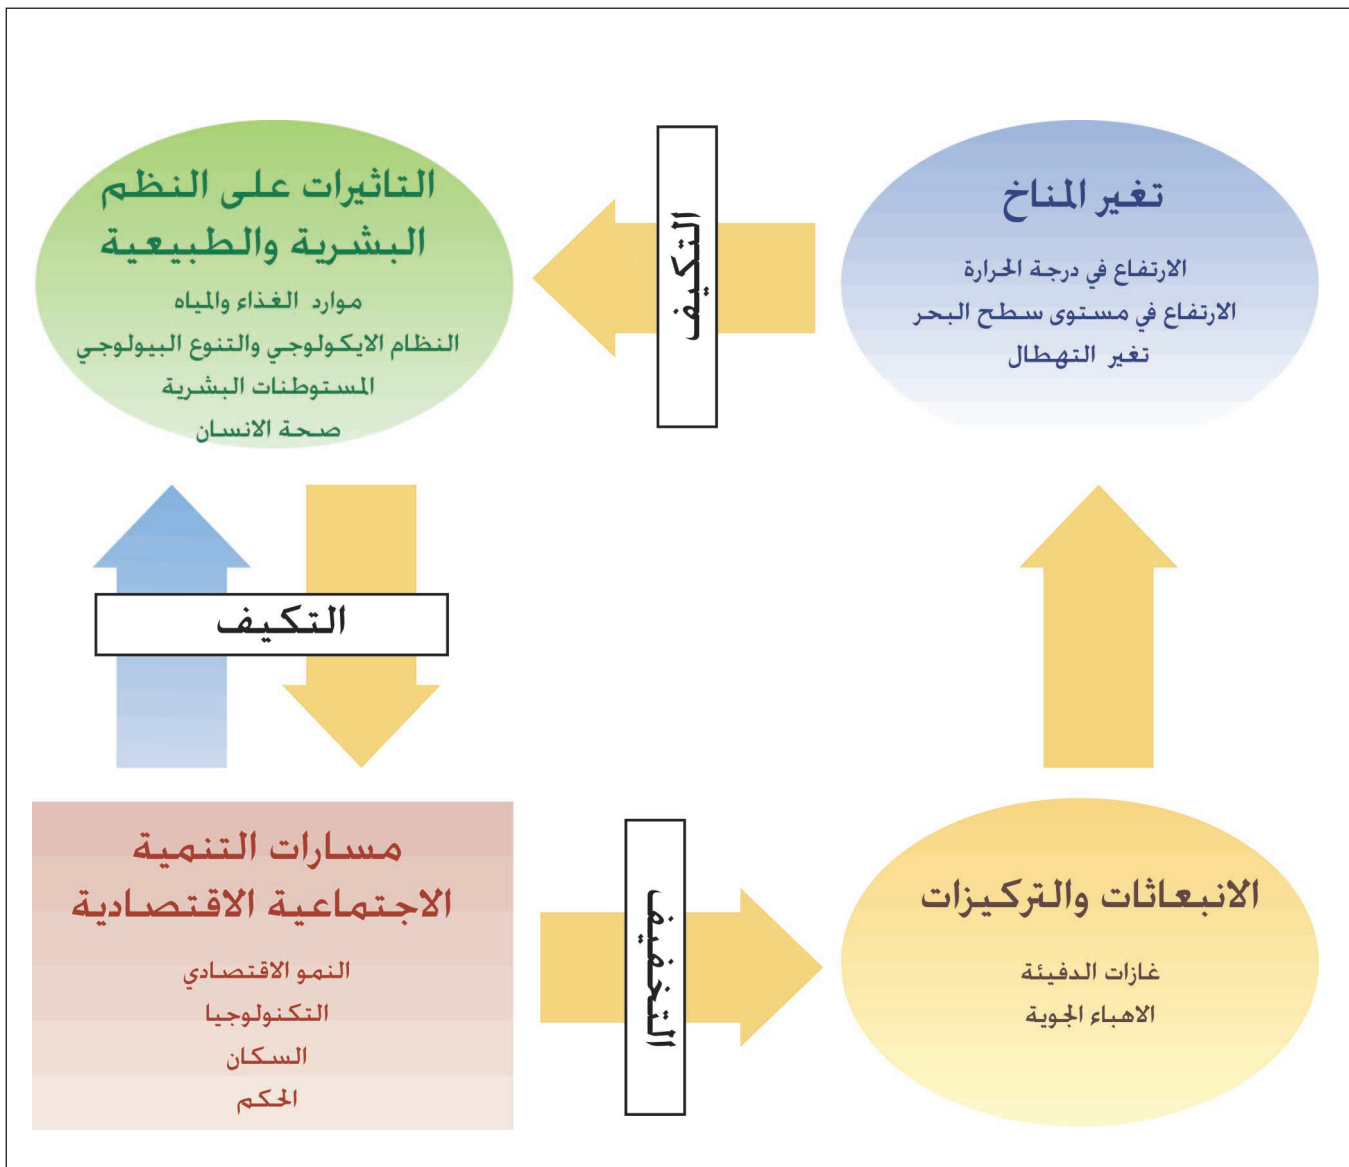 تغير المناخ
الارتفاع في درجة الحرارة
الارتفاع في مستوى سطح البحر
تغير التهطال
التكيف
التاثيرات على النظم
البشرية والطبيعية
موارد الغذاء والمياه
النظام الايكولوجي والتنوع البيولوجي
المستوطنات البشرية
صحة الانسان
التكيف
مسارات التنمية
الاجتماعية الاقتصادية
النمو الاقتصادي
التكنولوجيا
السكان
الحكم
التخفيف
الانبعاثات والتركيزات
غازات الدفيئة
الاهباء الجوية